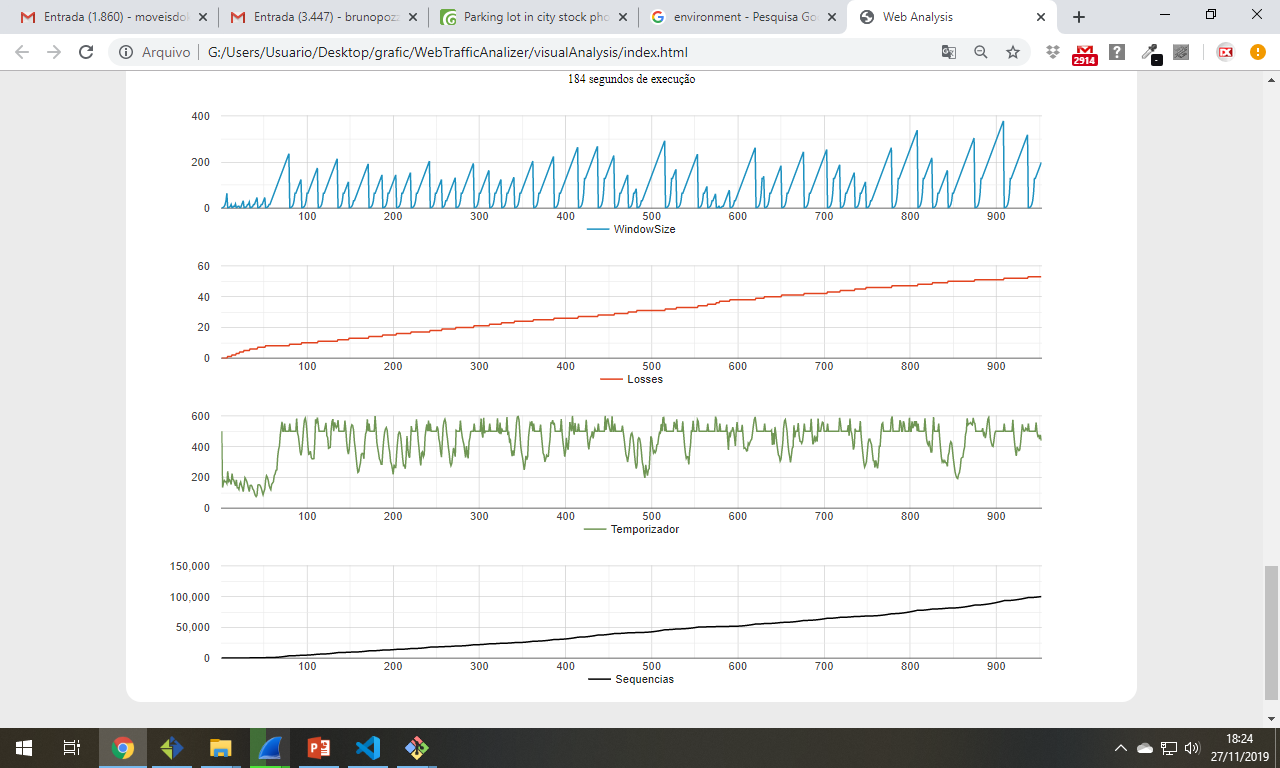 Entrada (1.860) - moveisdo
Entrada (3.447) - brunopoz
Parking lot in city stock pho
environment - Pesquisa Go
Web Analysis
Arquivo
G:/Users/Usuario/Desktop/grafic/WebTrafficAnalizer/visualAnalysis/index.html
2914
184 segundos de execução
400
200
0
100 200 300 400 500 600 700 800 900
WindowSize
60
40
20
0
100 200 300 400 500 600 700 800 900
Losses
600
400
200
0
100 200 300 400 500 600 700 800 900
Temporizador
150,000
100,000
50,000
0
100 200 300 400 500 600 700 800 900
Sequencias
18:24
27/11/2019